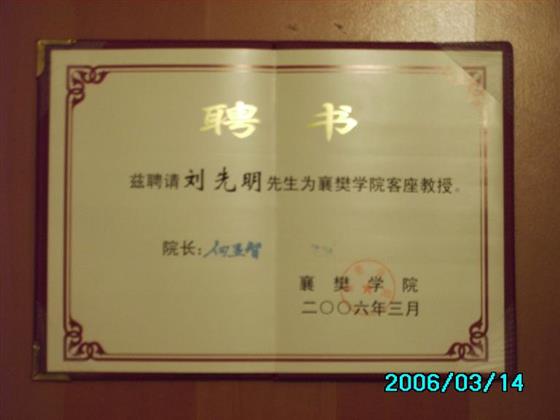 聘书
兹聘请刘先明先生为襄樊学院客座教授。
院长:
襄樊学院
二〇〇六年三月
2006/03/14